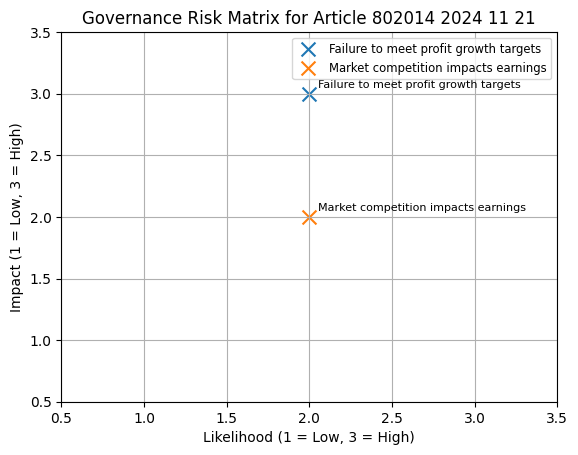 Governance Risk Matrix for Article 802014 2024 11 21
Failure to meet profit growth targets
Market competition impacts earnings
Failure to meet profit growth targets
Market competition impacts earnings
3.5
3.0
2.5
2.0
1.5
1.0
0.5
Impact (1 = Low, 3 = High)
0.5 1.0 1.5 2.0 2.5 3.0 3.5
Likelihood (1 = Low, 3 = High)